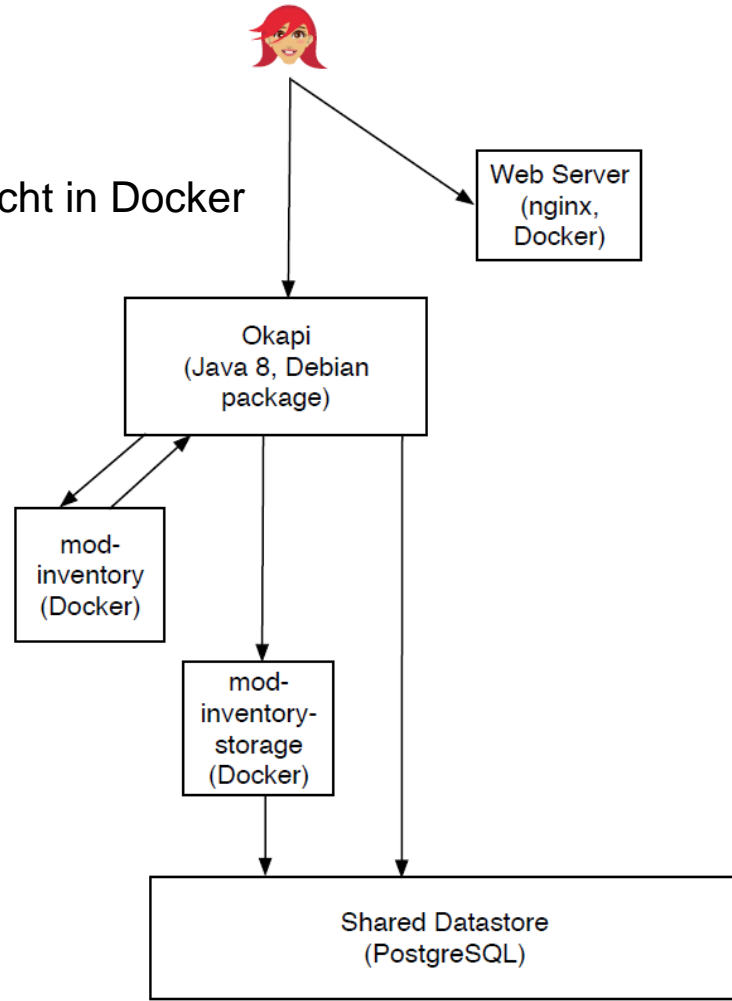 Web Server
(nginx,
Docker)
in Docker
Okapi
(Java 8, Debian
package)
mod-
inventory
(Docker)
mod-
inventory-
storage
(Docker)
Shared Datastore
(PostgreSQL)